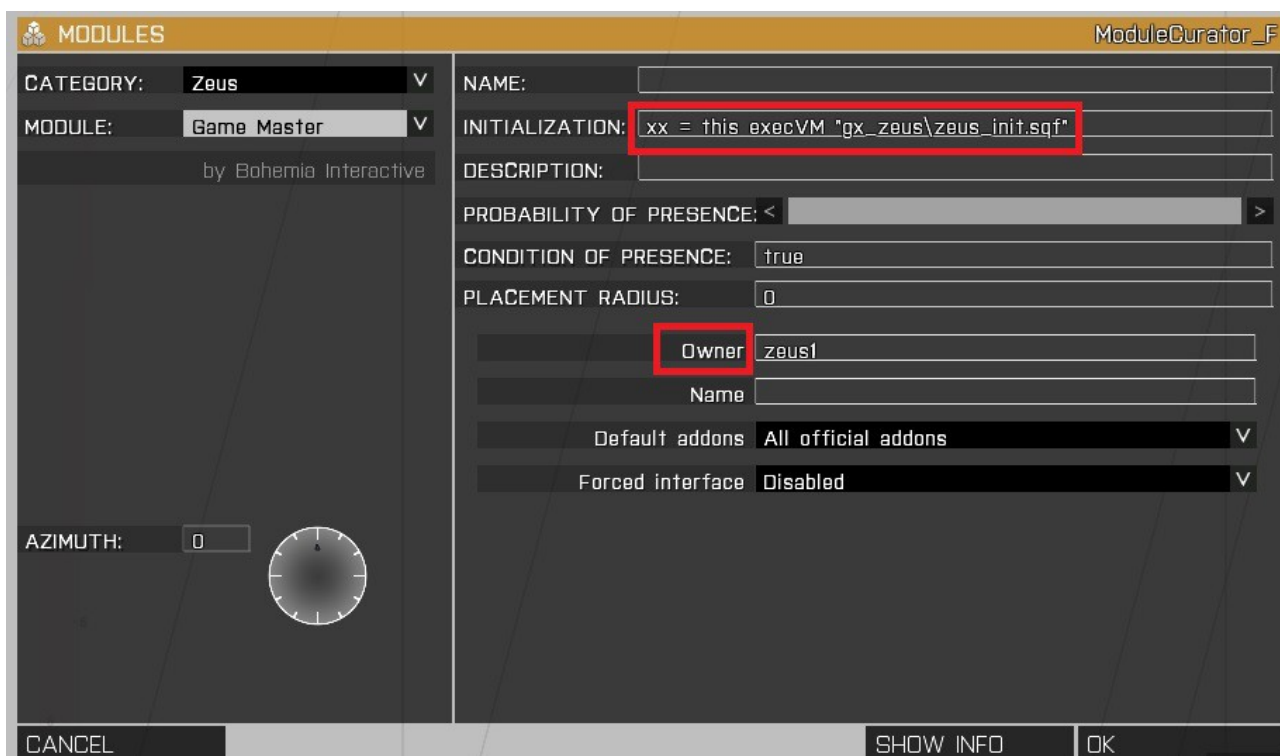 MODULES
ModuleCurator_F
CATEGORY: Zeus
MODULE: Game Master
by Bohemia Interactive
AZIMUTH: 0
NAME:
INITIALIZATION: xx = this execVM "gx_zeus\zeus_init.sqf"
DESCRIPTION:
PROBABILITY OF PRESENCE: < >
CONDITION OF PRESENCE: true
PLACEMENT RADIUS: 0
Owner zeus1
Name
Default addons All official addons
Forced interface Disabled
CANCEL
SHOW INFO
OK